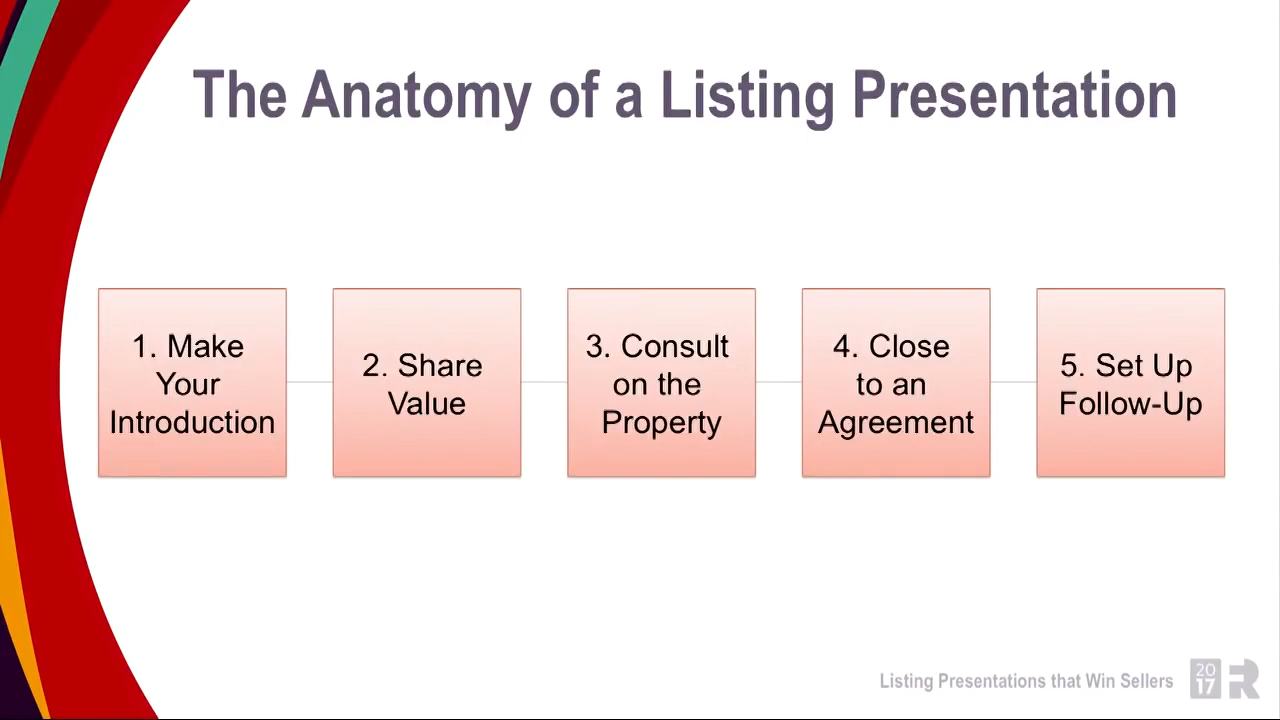 The Anatomy of a Listing Presentation
1. Make
Your
Introduction
2. Share
Value
3. Consult
on the
Property
4. Close
to an
Agreement
5. Set Up
Follow-Up
Listing Presentations that Win Sellers
20
17
R